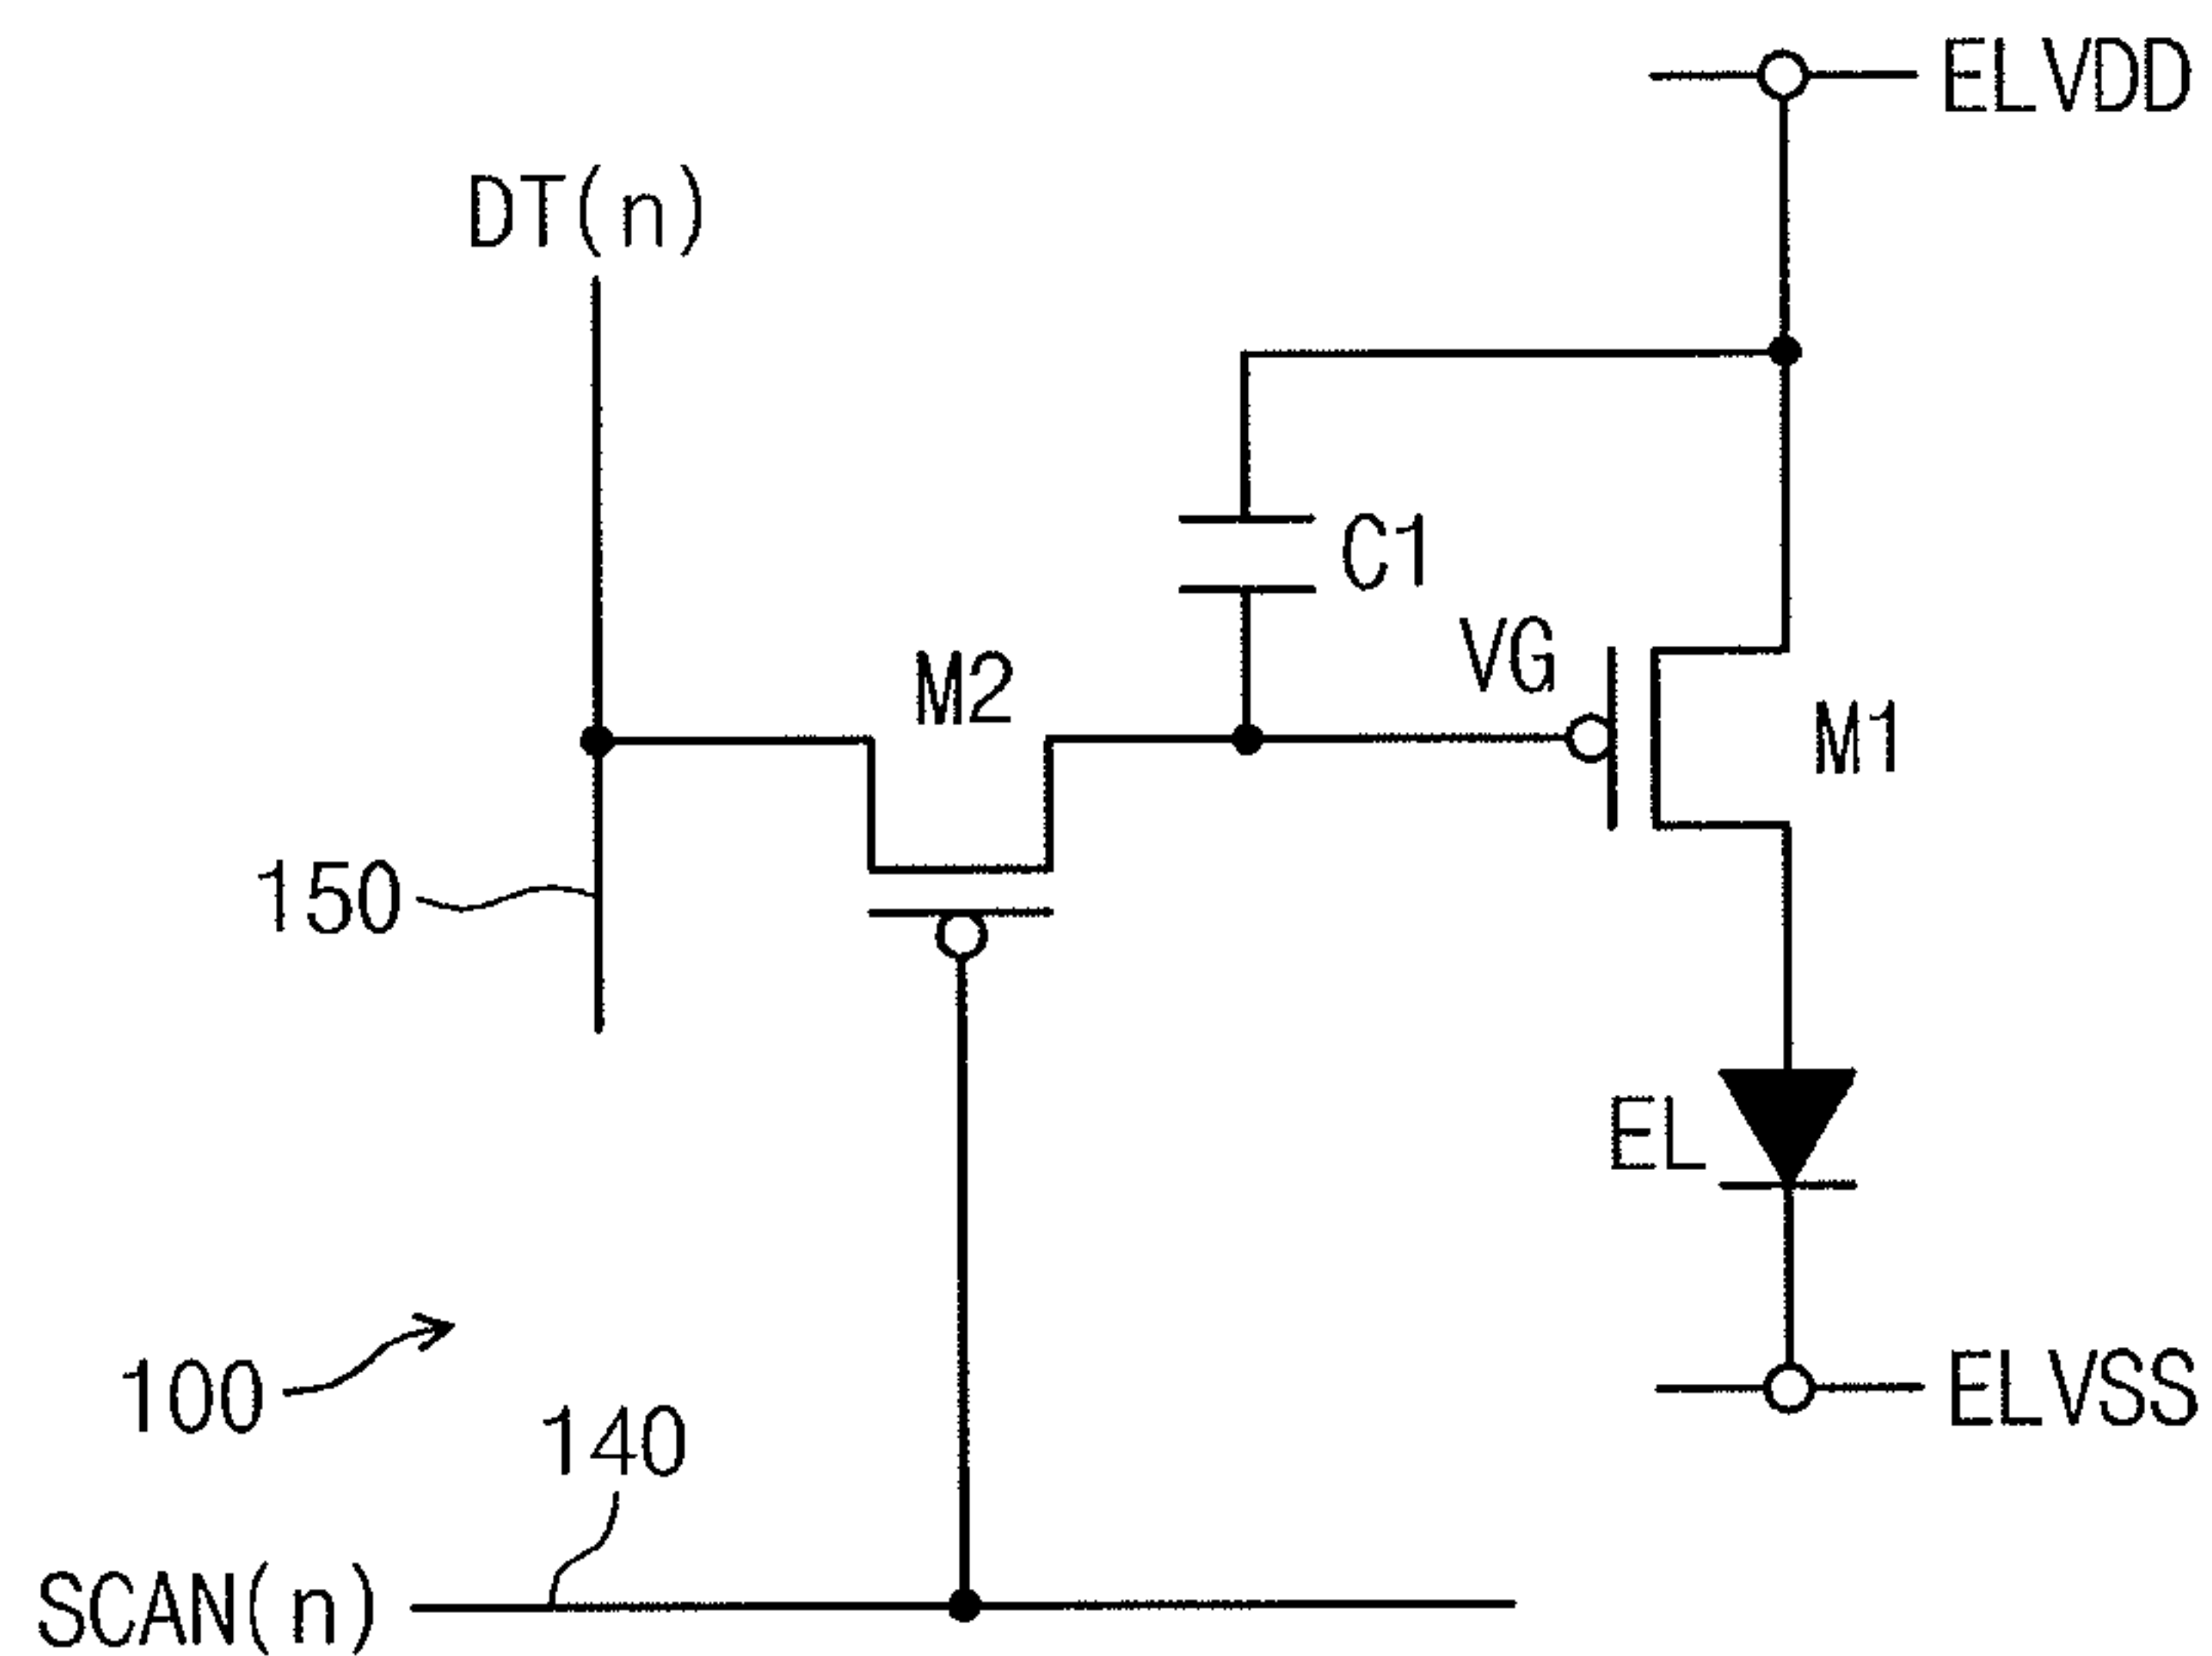 ELVDD
DT(n)
C1
VG
M2
M1
150
EL
100
140
ELVSS
SCAN(n)